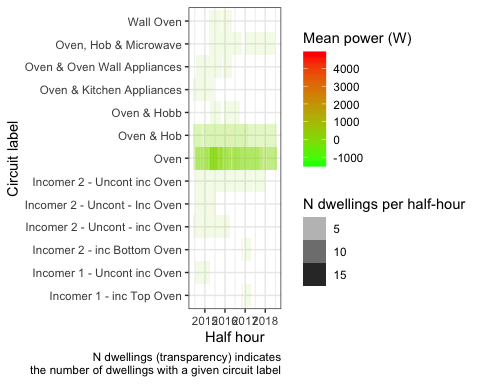 Wall Oven
Oven, Hob & Microwave
Oven & Oven Wall Appliances
Oven & Kitchen Appliances
Oven & Hobb
Oven & Hob
Oven
Incomer 2 - Uncont inc Oven
Incomer 2 - Uncont - Inc Oven
Incomer 2 - Uncont - inc Oven
Incomer 2 - inc Bottom Oven
Incomer 1 - Uncont inc Oven
Incomer 1 - inc Top Oven
Circuit label
2015 2016 2017 2018
Half hour
N dwellings (transparency) indicates
the number of dwellings with a given circuit label
Mean power (W)
4000
3000
2000
1000
0
-1000
N dwellings per half-hour
5
10
15